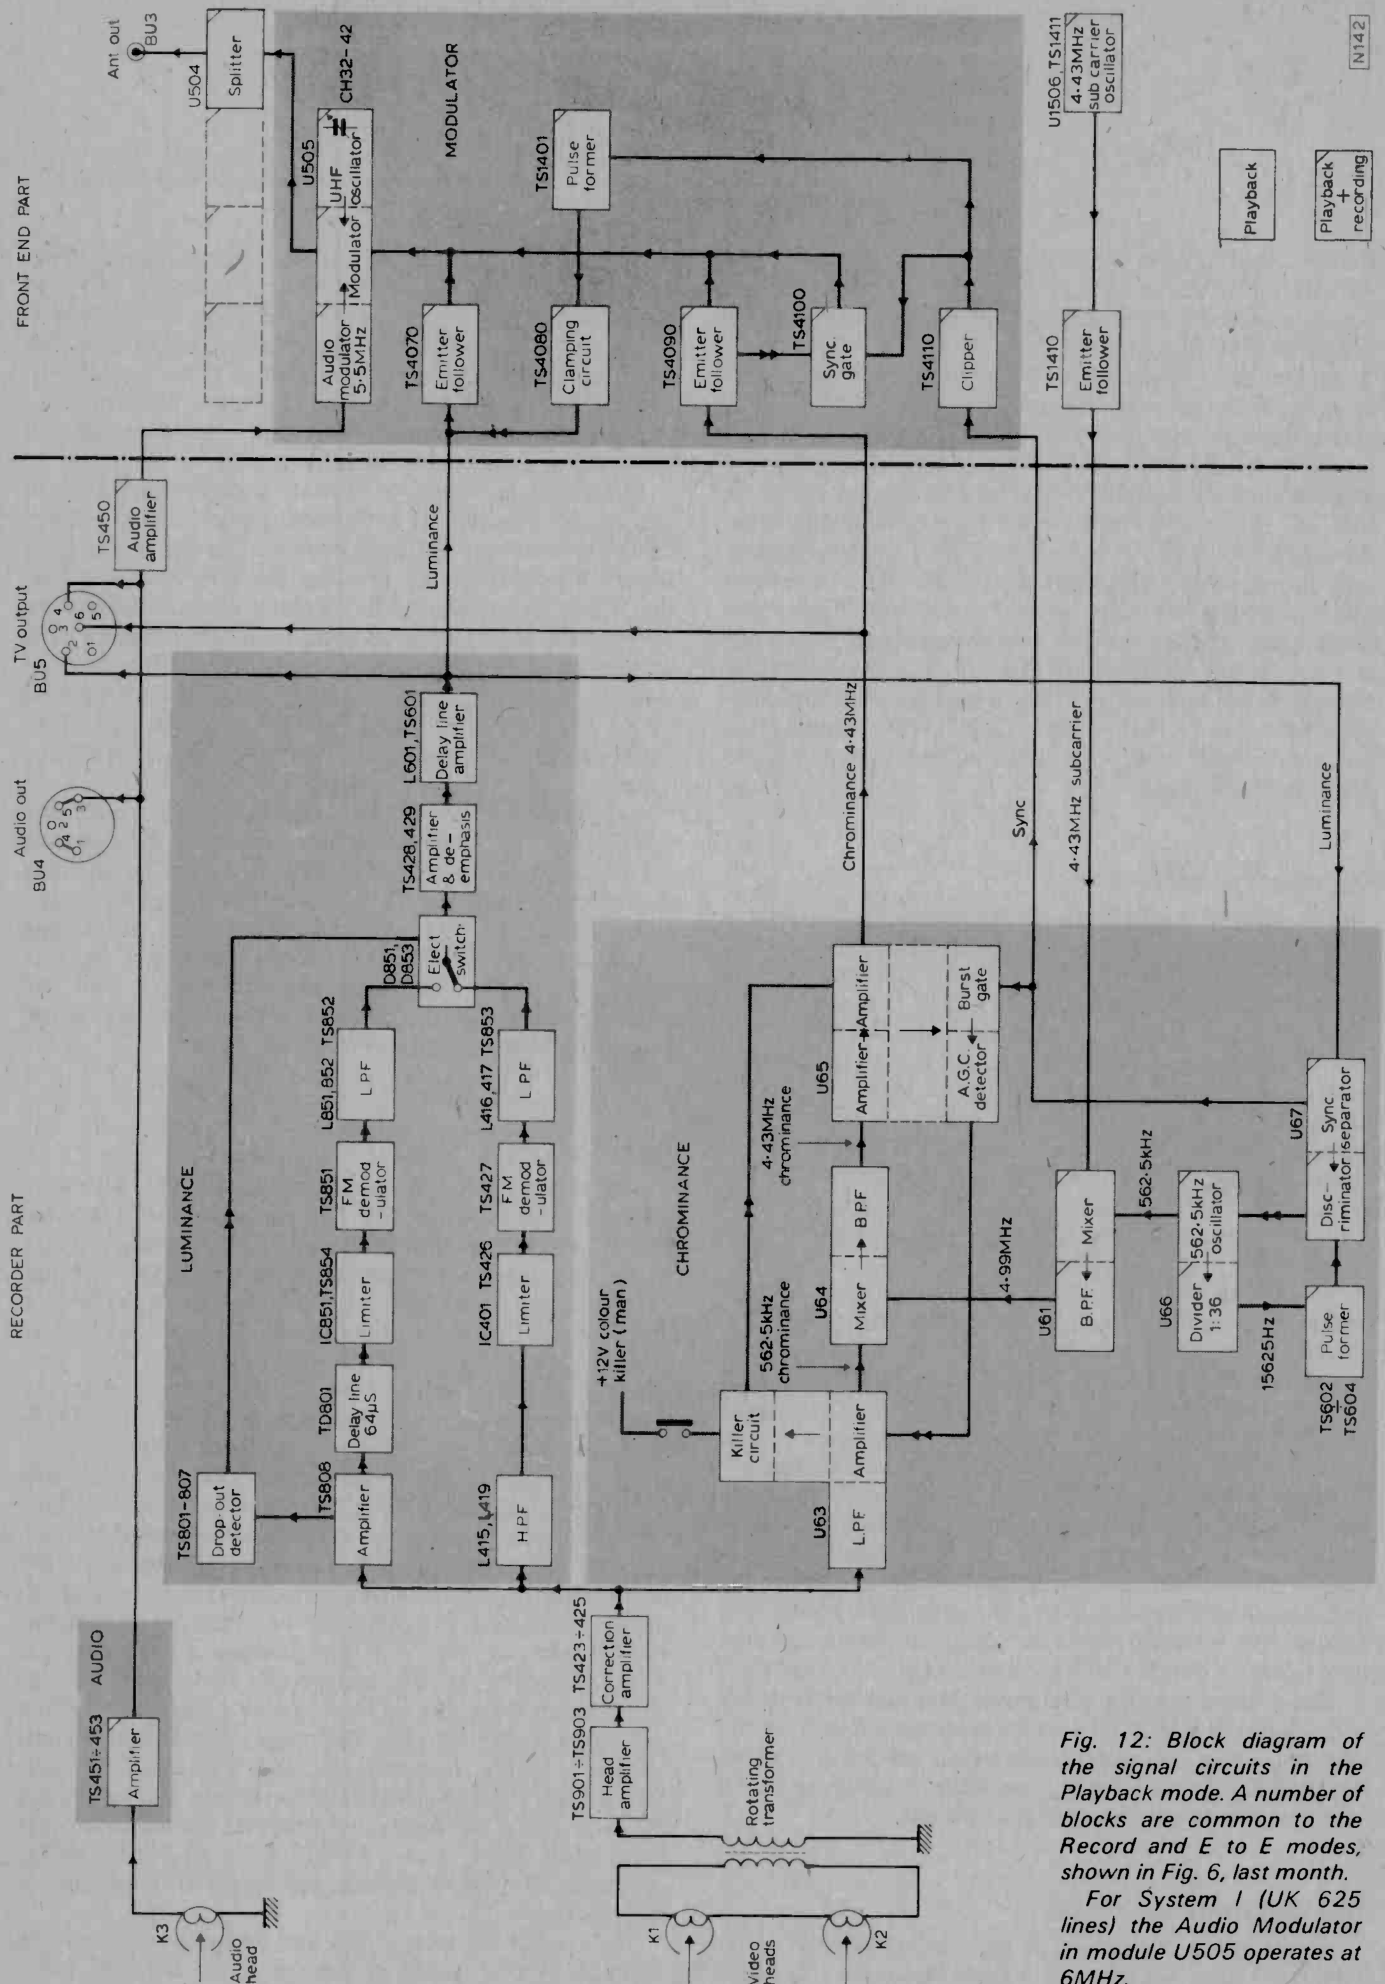 RECORDER PART
FRONT END PART
Ant out
BU3
U504
Splitter
U505
CH32-42
Audio
modulator
5·5MHz
Modulator
UHF
oscillator
MODULATOR
TS4070
Emitter
follower
TS4080
Clamping
circuit
TS1401
Pulse
former
TS4090
Emitter
follower
TS4100
Sync.
gate
TS4110
Clipper
TS1410
Emitter
follower
U1506,TS1411
4·43MHz
sub carrier
oscillator
Playback
Playback
+
recording
N142
Audio out
BU4
1
4
2
5
3
TV output
BU5
2
3
4
6
1
5
TS450
Audio
amplifier
AUDIO
TS451÷453
Amplifier
K3
Audio
head
LUMINANCE
TS801-807
Drop-out
detector
TS808
Amplifier
TD801
Delay line
64µS
IC851,TS854
Limiter
TS851
FM
demod
-ulator
L851,852 TS852
LPF
D851,
D853
Elect
switch
L415,L419
HPF
IC401 TS426
Limiter
TS427
FM
demod
-ulator
L416,417 TS853
LPF
TS428,429
Amplifier
& de-
emphasis
L601,TS601
Delay line
amplifier
Luminance
TS901÷TS903
Head
amplifier
TS423÷425
Correction
amplifier
Rotating
transformer
K1
K2
Video
heads
CHROMINANCE
+12V colour
killer (man)
Killer
circuit
Amplifier
U63
L.PF
562·5kHz
chrominance
U64
Mixer
B.P.F
4·43MHz
chrominance
U65
Amplifier
Amplifier
A.G.C.
detector
Burst
gate
Chrominance 4·43MHz
Sync
4·43MHz subcarrier
Luminance
4·99MHz
U61
B.P.F.
Mixer
562·5kHz
U66
Divider
1:36
562·5kHz
oscillator
15625Hz
TS602
÷
TS604
Pulse
former
U67
Disc-
riminator
Sync
separator
Fig. 12: Block diagram of
the signal circuits in the
Playback mode. A number of
blocks are common to the
Record and E to E modes,
shown in Fig. 6, last month.
For System I (UK 625
lines) the Audio Modulator
in module U505 operates at
6MHz.